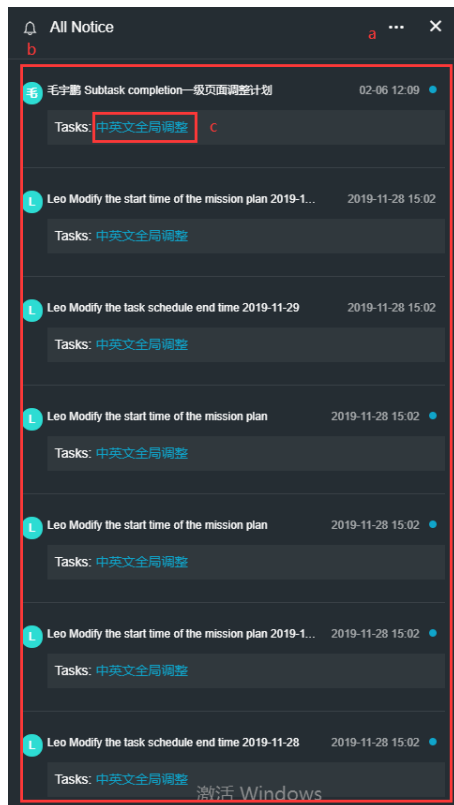 All Notice
a
b
毛 毛宇鹏 Subtask completion一级页面调整计划 02-06 12:09
Tasks: 中英文全局调整 c
L Leo Modify the start time of the mission plan 2019-1... 2019-11-28 15:02
Tasks: 中英文全局调整
L Leo Modify the task schedule end time 2019-11-29 2019-11-28 15:02
Tasks: 中英文全局调整
L Leo Modify the start time of the mission plan 2019-11-28 15:02
Tasks: 中英文全局调整
L Leo Modify the start time of the mission plan 2019-11-28 15:02
Tasks: 中英文全局调整
L Leo Modify the start time of the mission plan 2019-1... 2019-11-28 15:02
Tasks: 中英文全局调整
L Leo Modify the task schedule end time 2019-11-28 2019-11-28 15:02
Tasks: 中英文全局调整
激活 Windows